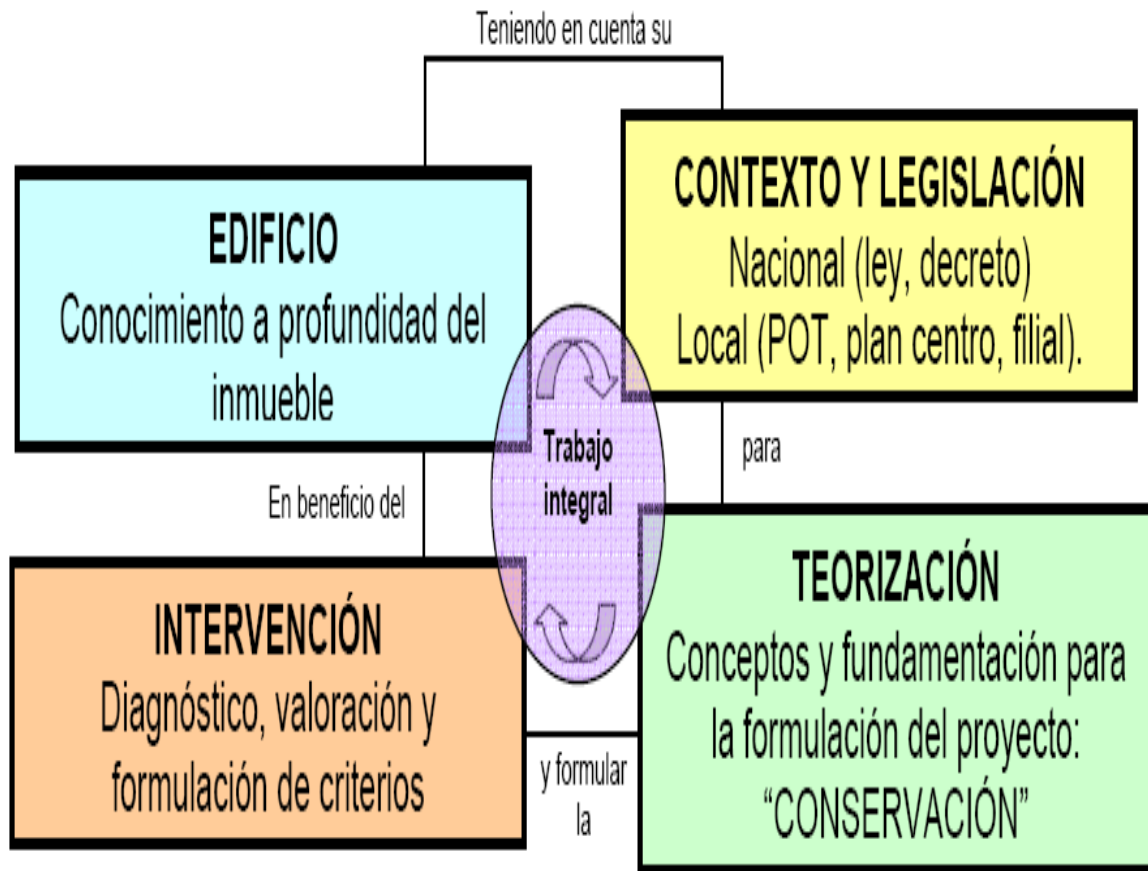 Teniendo en cuenta su
EDIFICIO
Conocimiento a profundidad del
inmueble
CONTEXTO Y LEGISLACIÓN
Nacional (ley, decreto)
Local (POT, plan centro, filial).
Trabajo
integral
En beneficio del
para
INTERVENCIÓN
Diagnóstico, valoración y
formulación de criterios
y formular
la
TEORIZACIÓN
Conceptos y fundamentación para
la formulación del proyecto:
“CONSERVACIÓN”